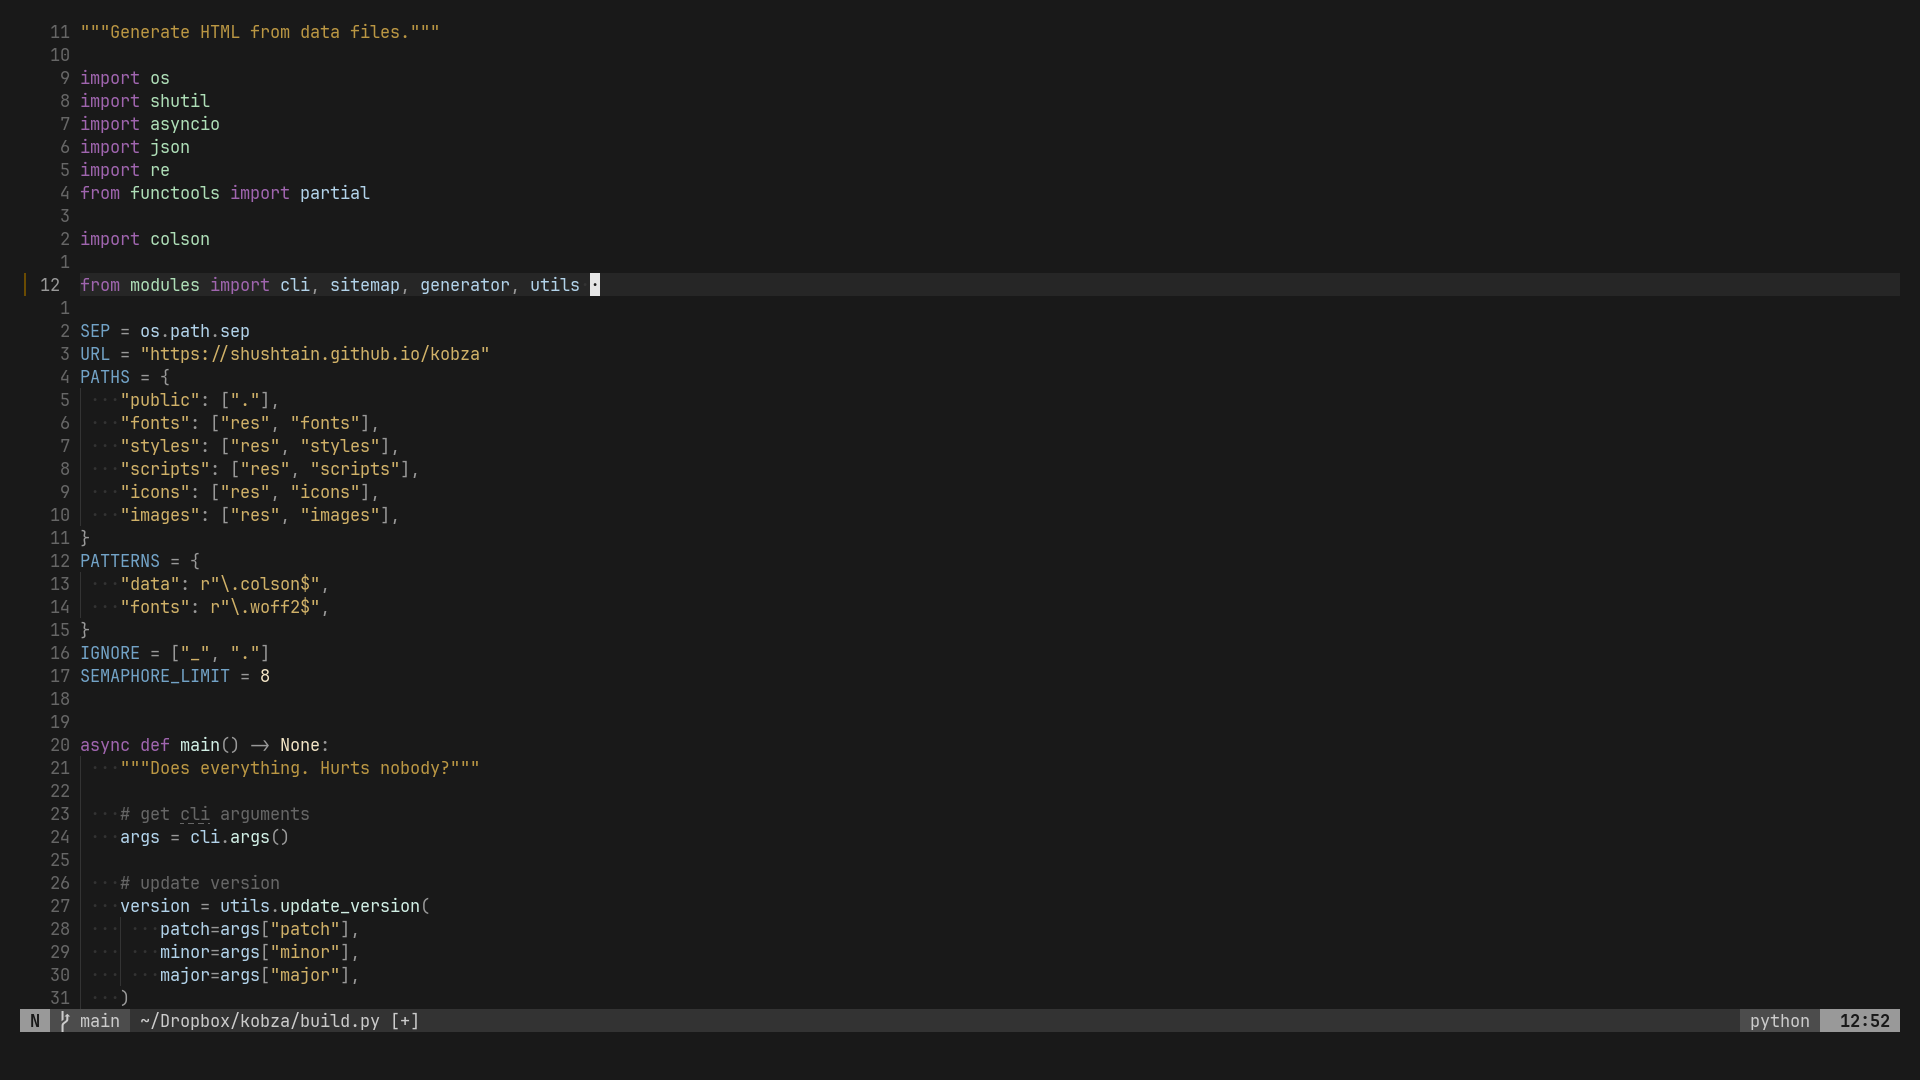 11 """Generate HTML from data files."""
10
9 import os
8 import shutil
7 import asyncio
6 import json
5 import re
4 from functools import partial
3
2 import colson
1
12 from modules import cli, sitemap, generator, utils ·
1
2 SEP = os.path.sep
3 URL = "https://shushtain.github.io/kobza"
4 PATHS = {
5 ···"public": ["."],
6 ···"fonts": ["res", "fonts"],
7 ···"styles": ["res", "styles"],
8 ···"scripts": ["res", "scripts"],
9 ···"icons": ["res", "icons"],
10 ···"images": ["res", "images"],
11 }
12 PATTERNS = {
13 ···"data": r"\.colson$",
14 ···"fonts": r"\.woff2$",
15 }
16 IGNORE = ["_", "."]
17 SEMAPHORE_LIMIT = 8
18
19
20 async def main() -> None:
21 ···"""Does everything. Hurts nobody?"""
22
23 ···# get cli arguments
24 ···args = cli.args()
25
26 ···# update version
27 ···version = utils.update_version(
28 ··· ···patch=args["patch"],
29 ··· ···minor=args["minor"],
30 ··· ···major=args["major"],
31 ···)
N main ~/Dropbox/kobza/build.py [+] python 12:52